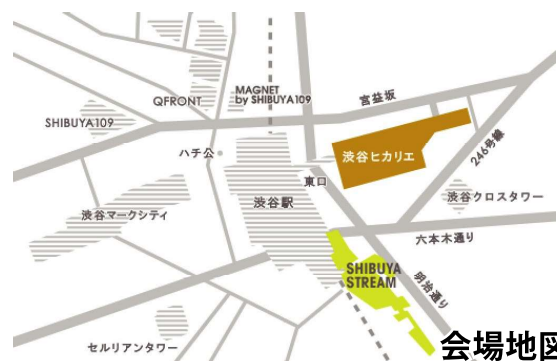 MAGNET
by SHIBUYA109
QFRONT
宮益坂
SHIBUYA109
ハチ公
渋谷ヒカリエ
246号線
東口
渋谷マークシティ
渋谷駅
渋谷クロスタワー
六本木通り
SHIBUYA
STREAM
明治通り
セルリアンタワー
会場地図